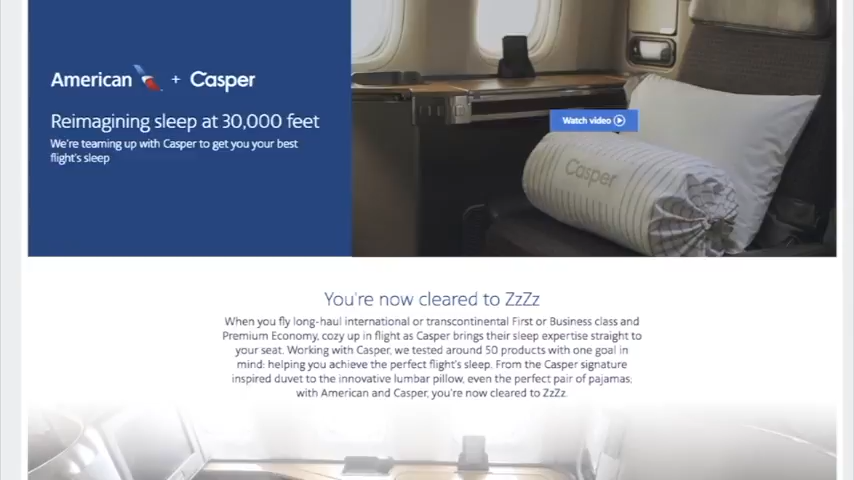 American + Casper
Reimagining sleep at 30,000 feet
We're teaming up with Casper to get you your best
flight's sleep
Watch video
Casper
You're now cleared to ZzZz
When you fly long-haul international or transcontinental First or Business class and
Premium Economy, cozy up in flight as Casper brings their sleep expertise straight to
your seat. Working with Casper, we tested around 50 products with one goal in
mind: helping you achieve the perfect flight's sleep. From the Casper signature
inspired duvet to the innovative lumbar pillow, even the perfect pair of pajamas;
with American and Casper, you're now cleared to ZzZz.